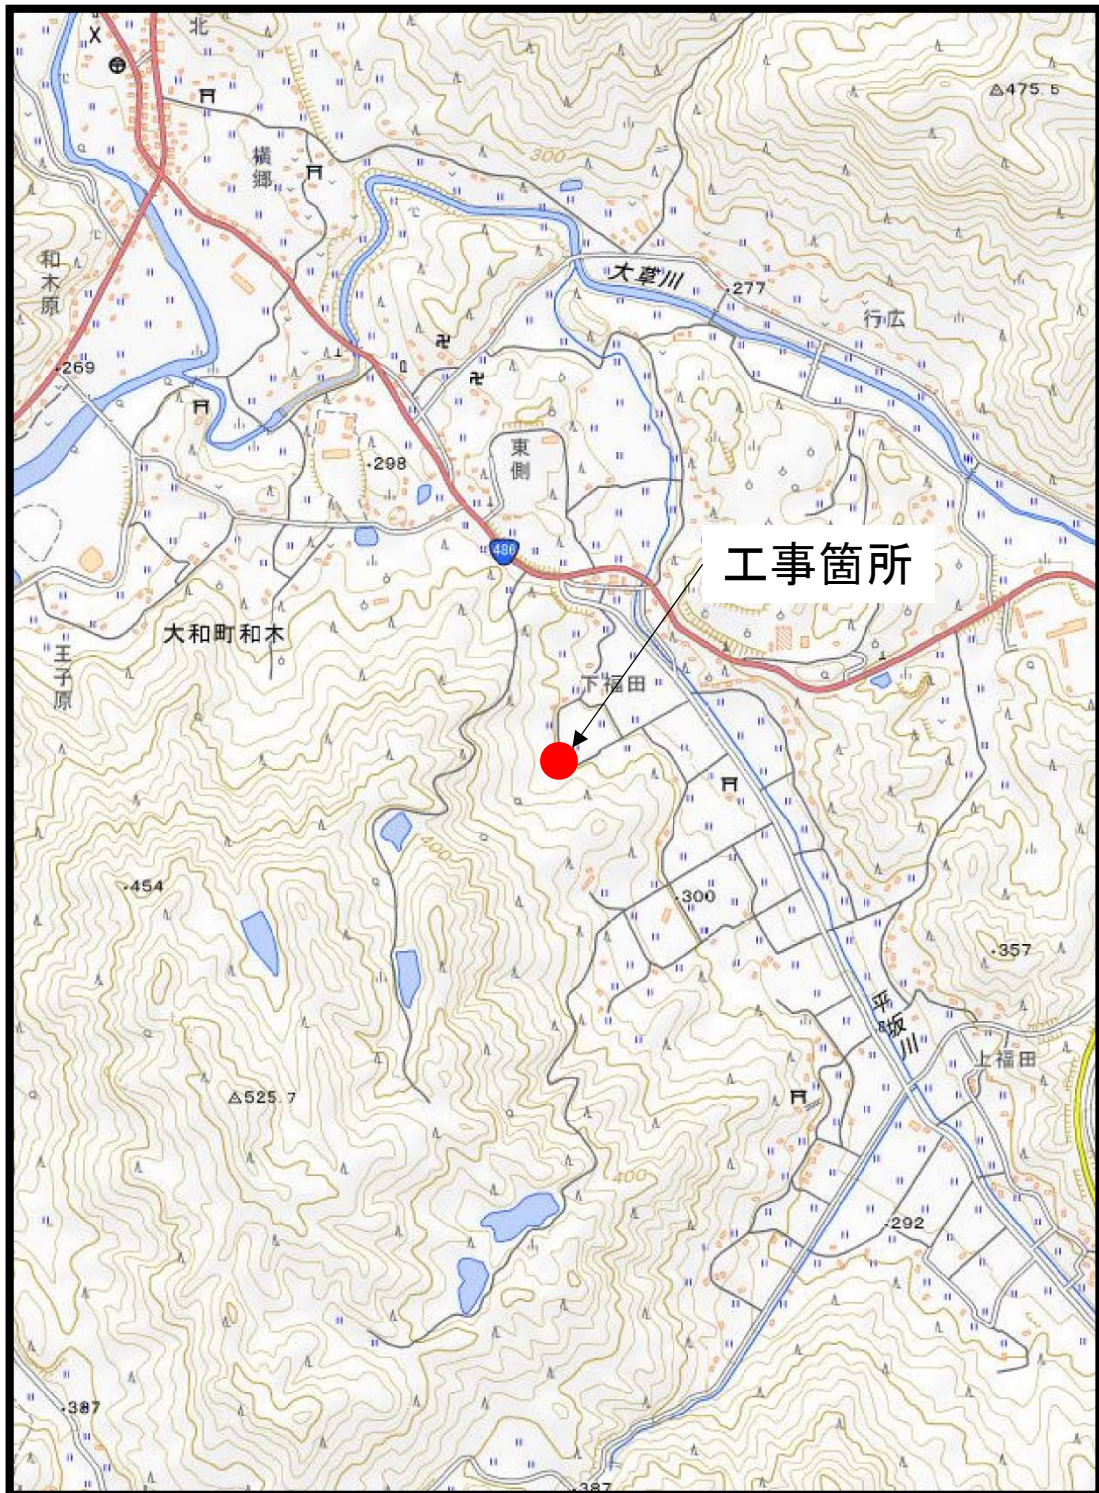 北
475.5
横郷
300
和木原
大草川
277
行広
269
東側
298
486
工事箇所
大和町和木
王子原
下福田
400
454
300
357
平坂川
上福田
525.7
400
292
387
387